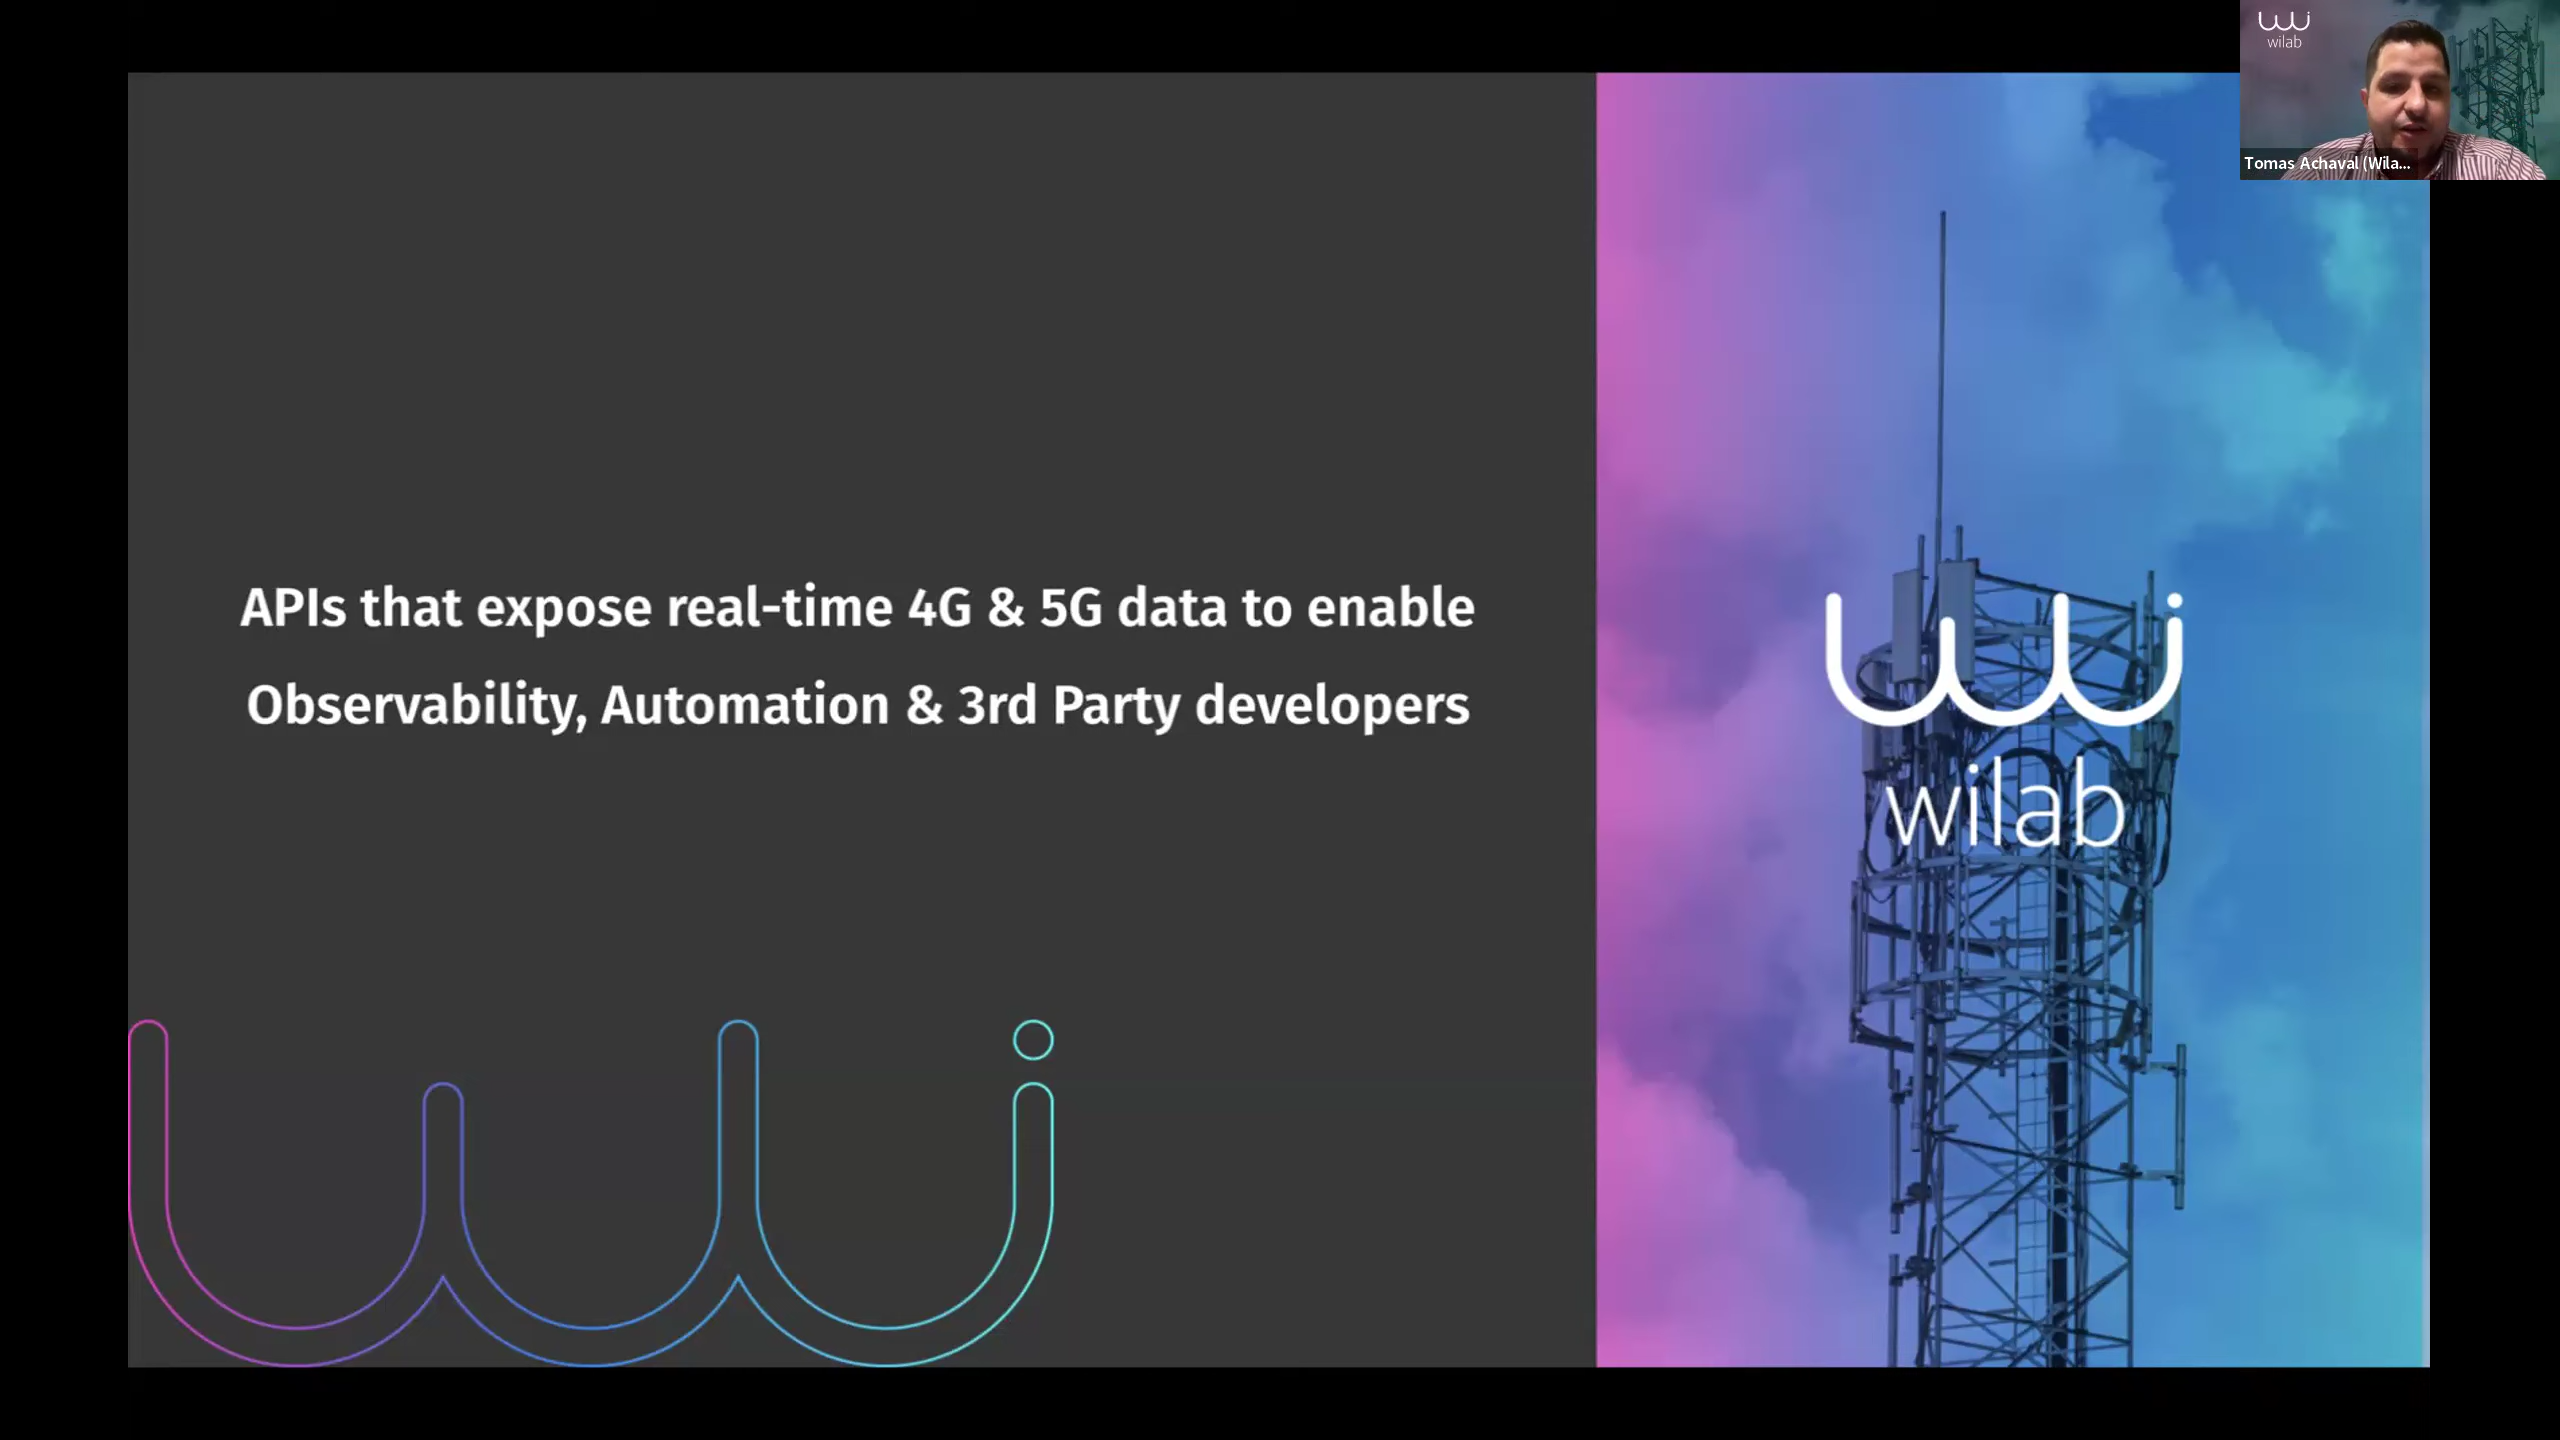 wilab
Tomas Achaval (Wila...
APIs that expose real-time 4G & 5G data to enable
Observability, Automation & 3rd Party developers
wi
wilab